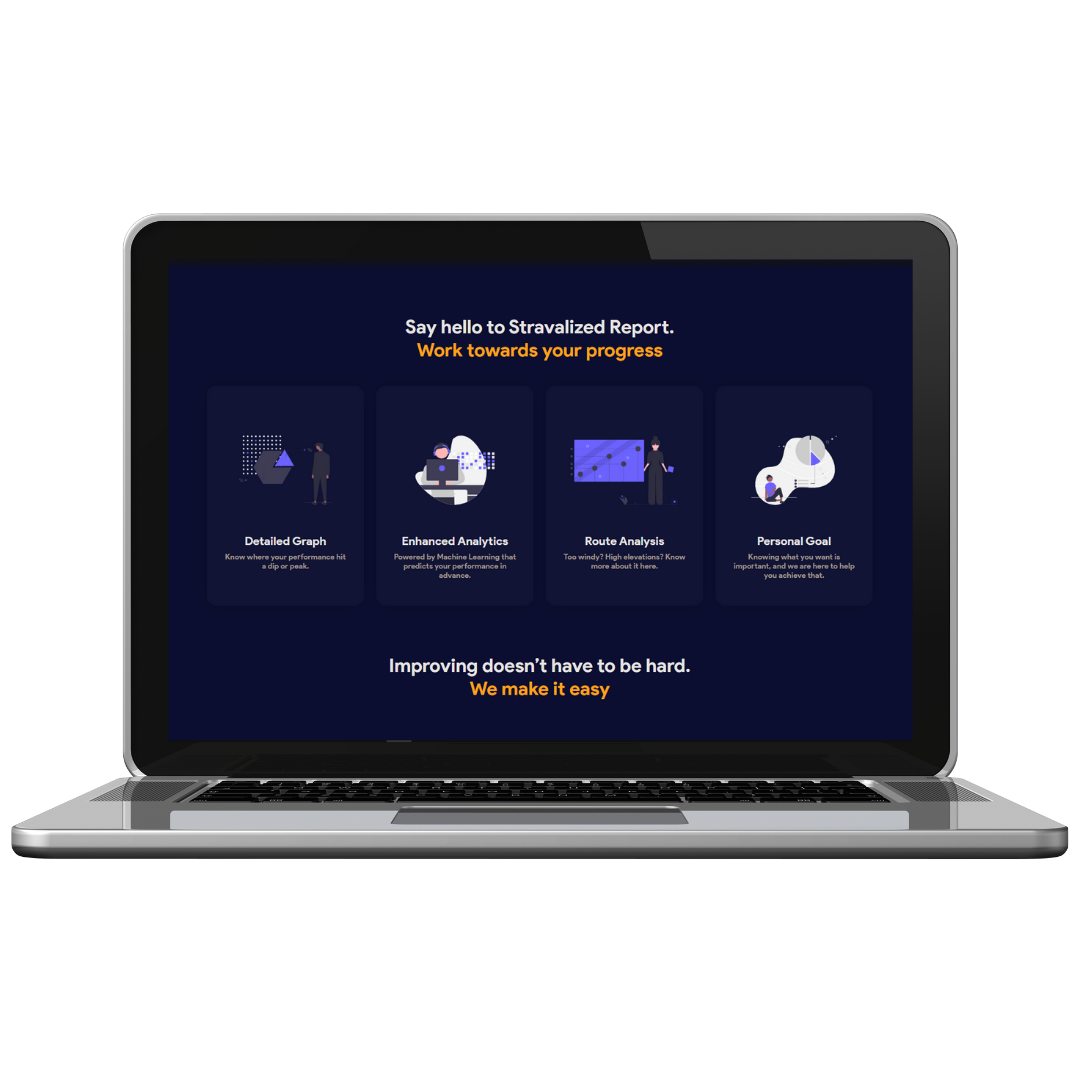 Say hello to Stravalized Report.
Work towards your progress
Detailed Graph
Know where your performance hit
a dip or peak.
Enhanced Analytics
Powered by Machine Learning that
predicts your performance in
advance.
Route Analysis
Too windy? High elevations? Know
more about it here.
Personal Goal
Knowing what you want is
important, and we are here to help
you achieve that.
Improving doesn't have to be hard.
We make it easy